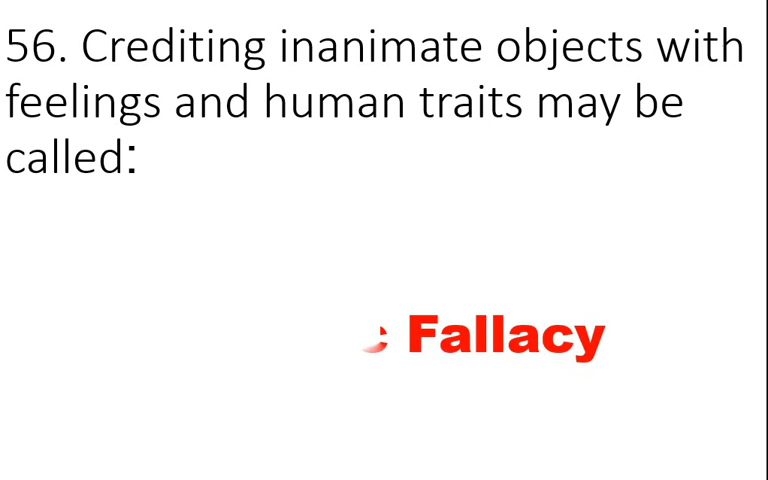 56. Crediting inanimate objects with
feelings and human traits may be
called:
Fallacy